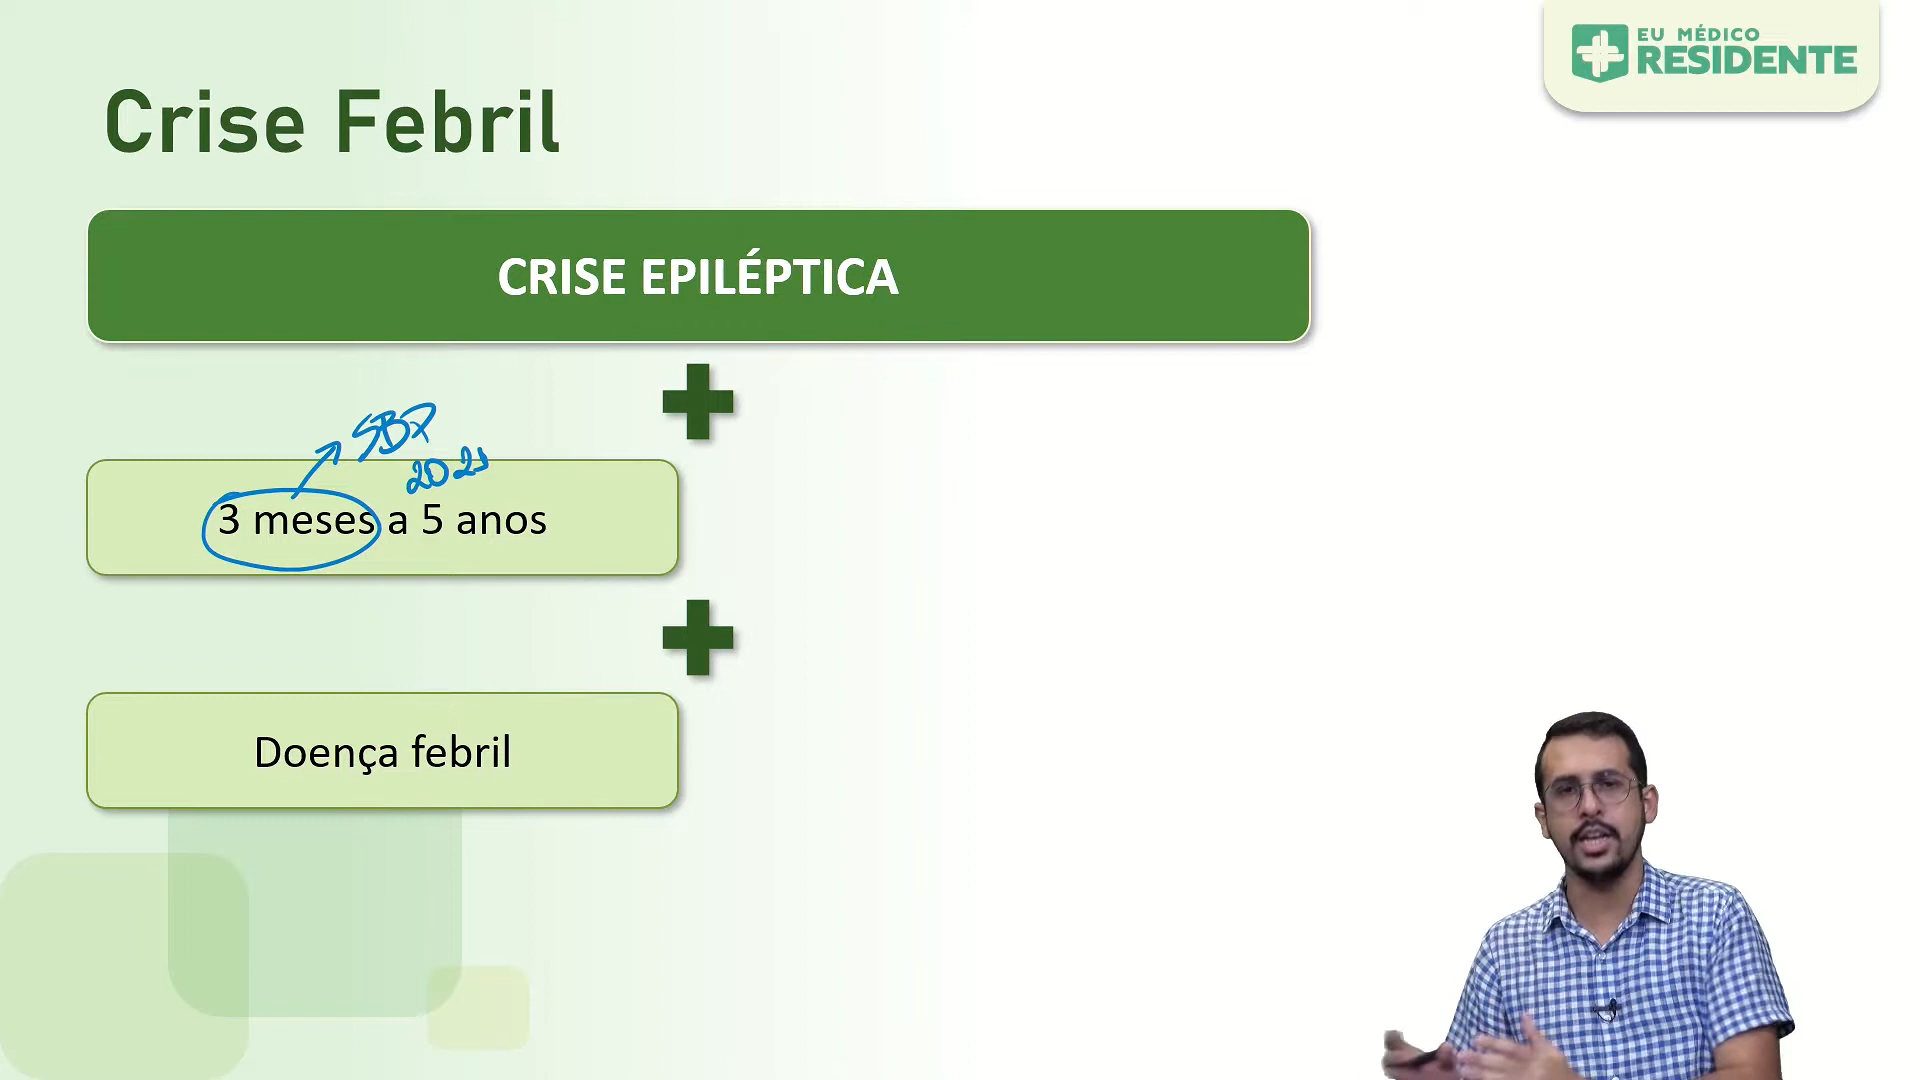 EU MÉDICO
RESIDENTE
Crise Febril
CRISE EPILÉPTICA
SBP
2021
3 meses a 5 anos
Doença febril